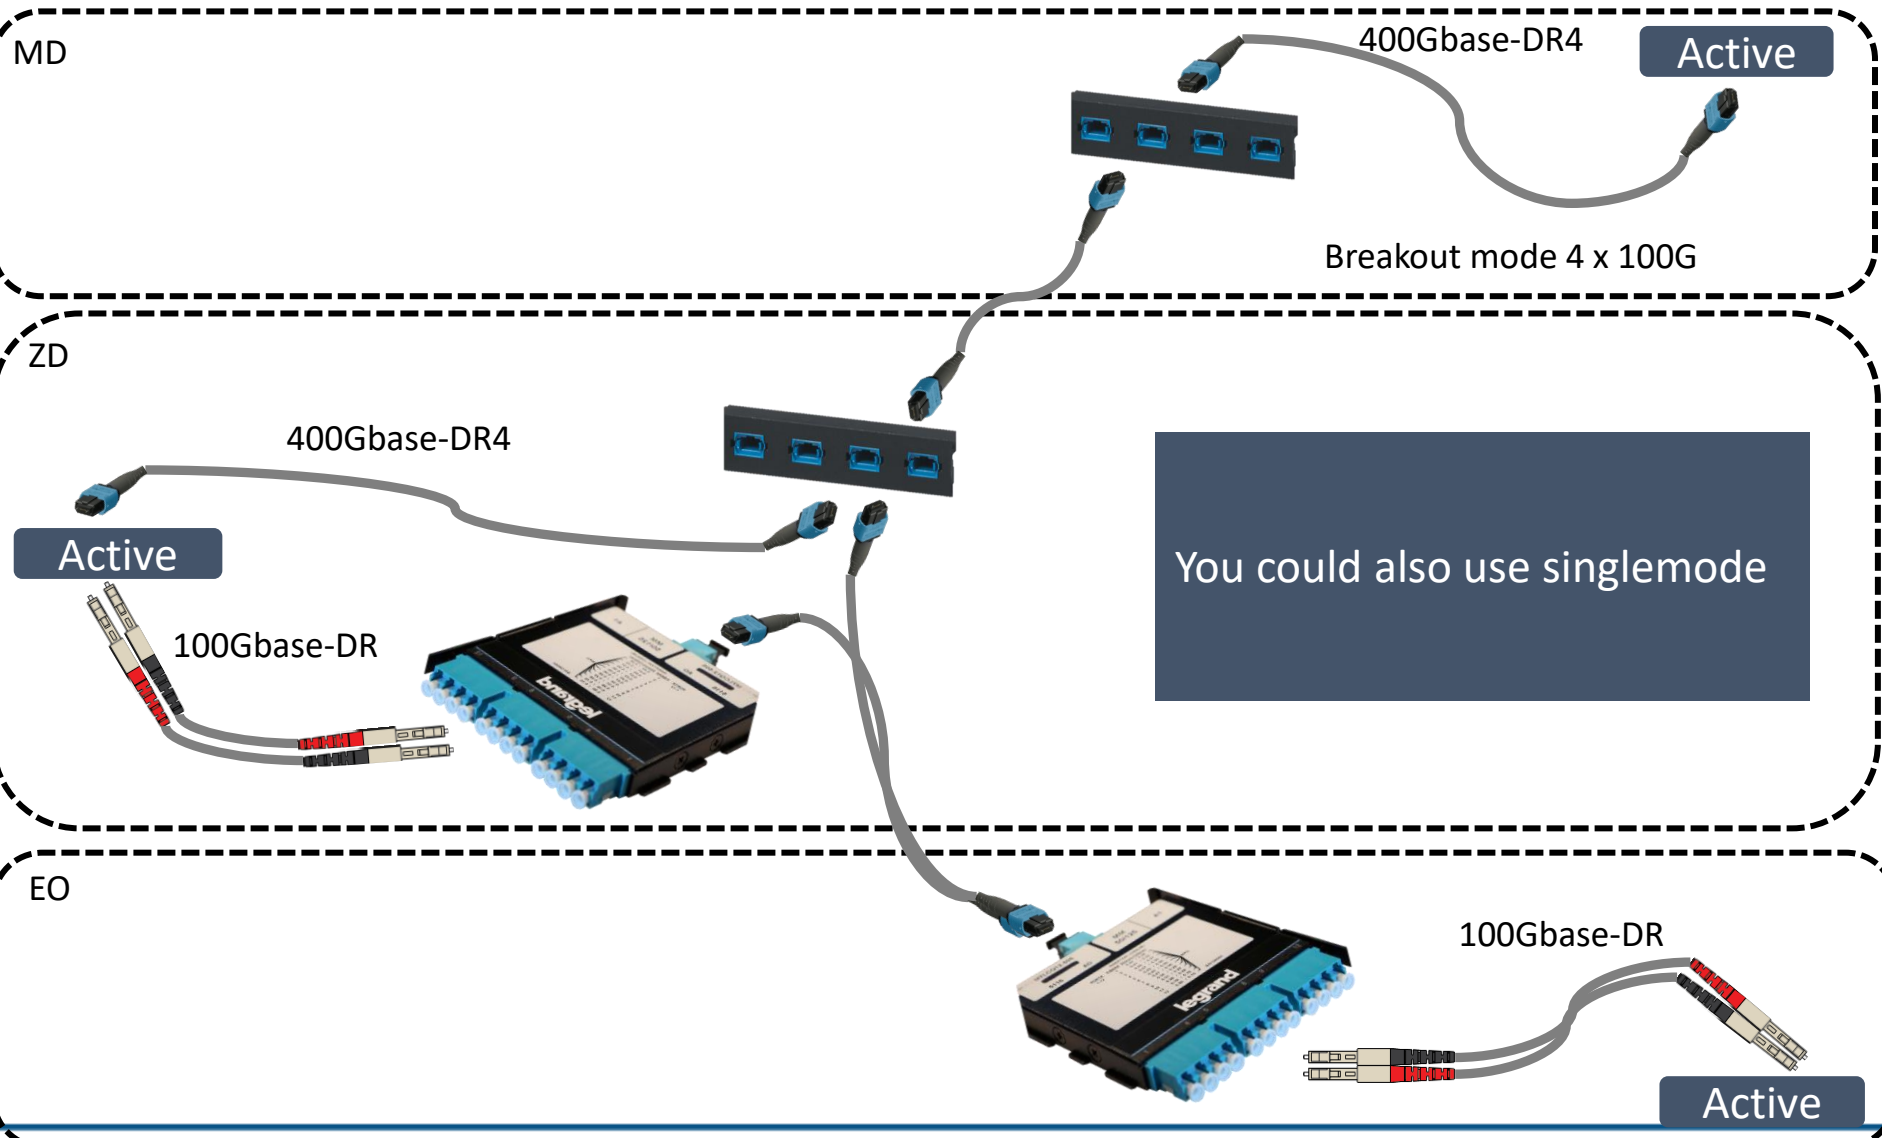 MD
400Gbase-DR4
Active
Breakout mode 4 x 100G
ZD
400Gbase-DR4
Active
You could also use singlemode
100Gbase-DR
legrand
EO
100Gbase-DR
legrand
Active